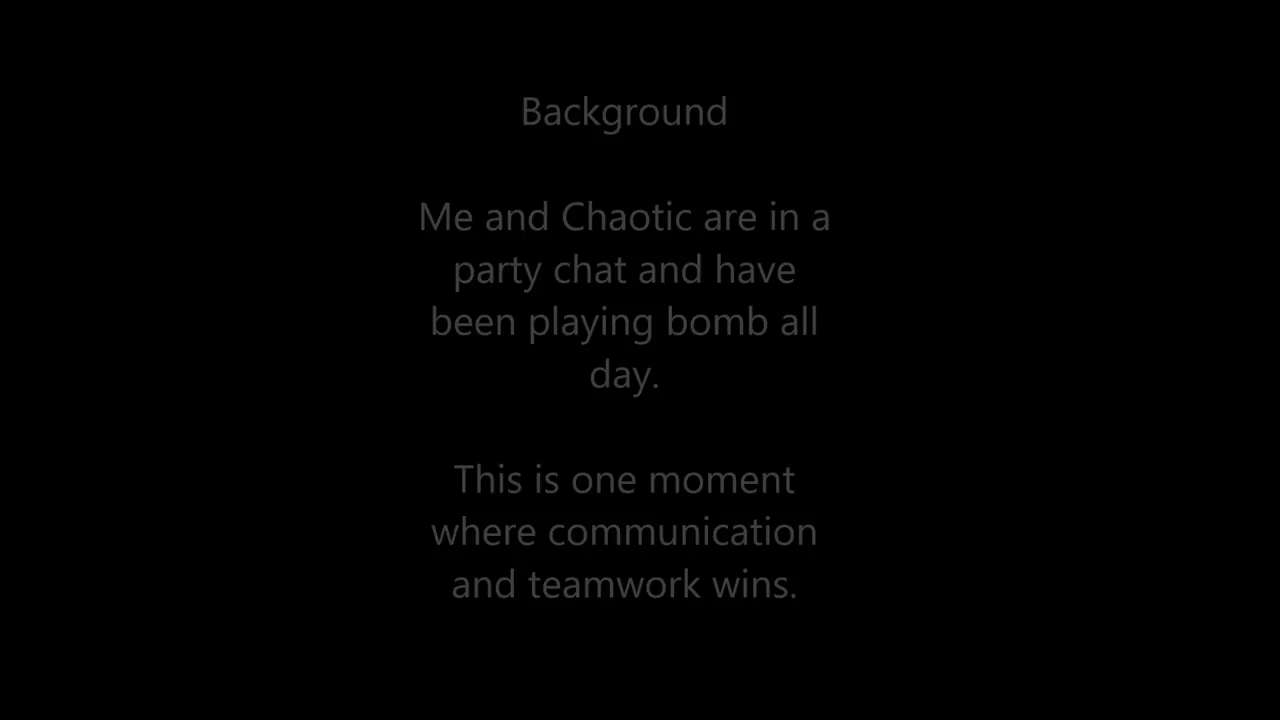 Background
Me and Chaotic are in a
party chat and have
been playing bomb all
day.
This is one moment
where communication
and teamwork wins.